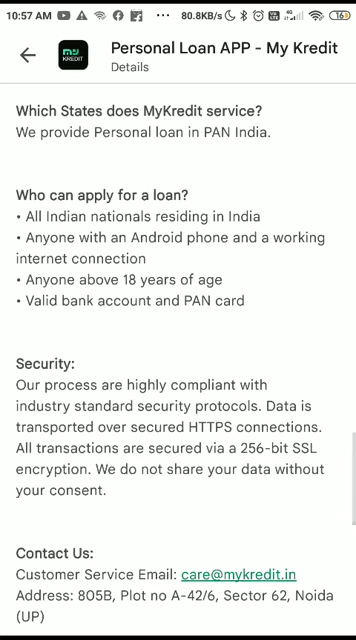 10:57 AM 80.8KB/s 16
my
KREDIT
Personal Loan APP - My Kredit
Details
Which States does MyKredit service?
We provide Personal loan in PAN India.
Who can apply for a loan?
• All Indian nationals residing in India
• Anyone with an Android phone and a working
internet connection
• Anyone above 18 years of age
• Valid bank account and PAN card
Security:
Our process are highly compliant with
industry standard security protocols. Data is
transported over secured HTTPS connections.
All transactions are secured via a 256-bit SSL
encryption. We do not share your data without
your consent.
Contact Us:
Customer Service Email: care@mykredit.in
Address: 805B, Plot no A-42/6, Sector 62, Noida
(UP)